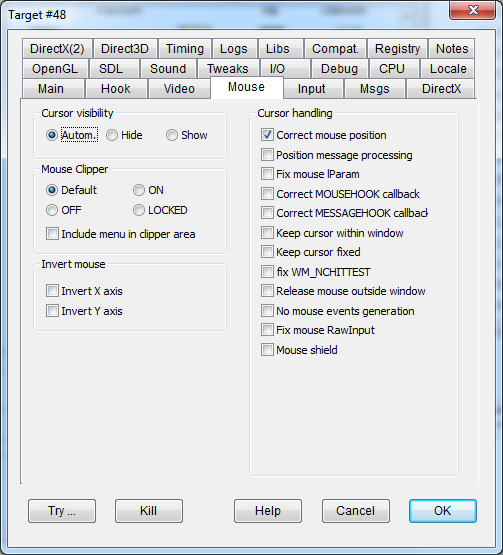 Target #48
DirectX(2) Direct3D Timing Logs Libs Compat. Registry Notes
OpenGL SDL Sound Tweaks I/O Debug CPU Locale
Main Hook Video Mouse Input Msgs DirectX
Cursor visibility
Autom. Hide Show
Mouse Clipper
Default ON
OFF LOCKED
Include menu in clipper area
Invert mouse
Invert X axis
Invert Y axis
Cursor handling
Correct mouse position
Position message processing
Fix mouse lParam
Correct MOUSEHOOK callback
Correct MESSAGEHOOK callback
Keep cursor within window
Keep cursor fixed
fix WM_NCHITTEST
Release mouse outside window
No mouse events generation
Fix mouse RawInput
Mouse shield
Try ... Kill Help Cancel OK